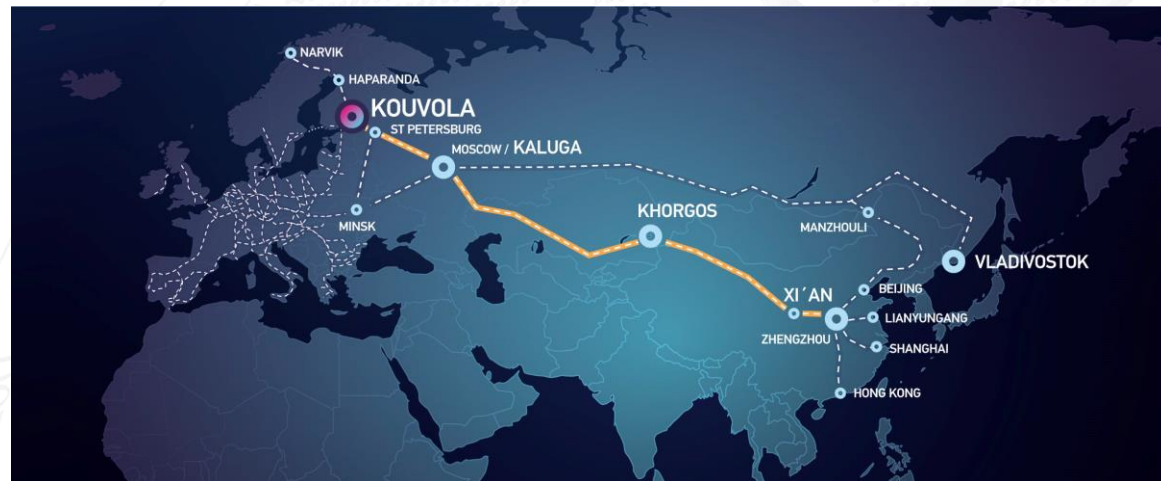 NARVIK
HAPARANDA
KOUVOLA
ST PETERSBURG
MOSCOW / KALUGA
MINSK
KHORGOS
MANZHOULI
VLADIVOSTOK
BEIJING
XI´AN
LIANYUNGANG
ZHENGZHOU
SHANGHAI
HONG KONG